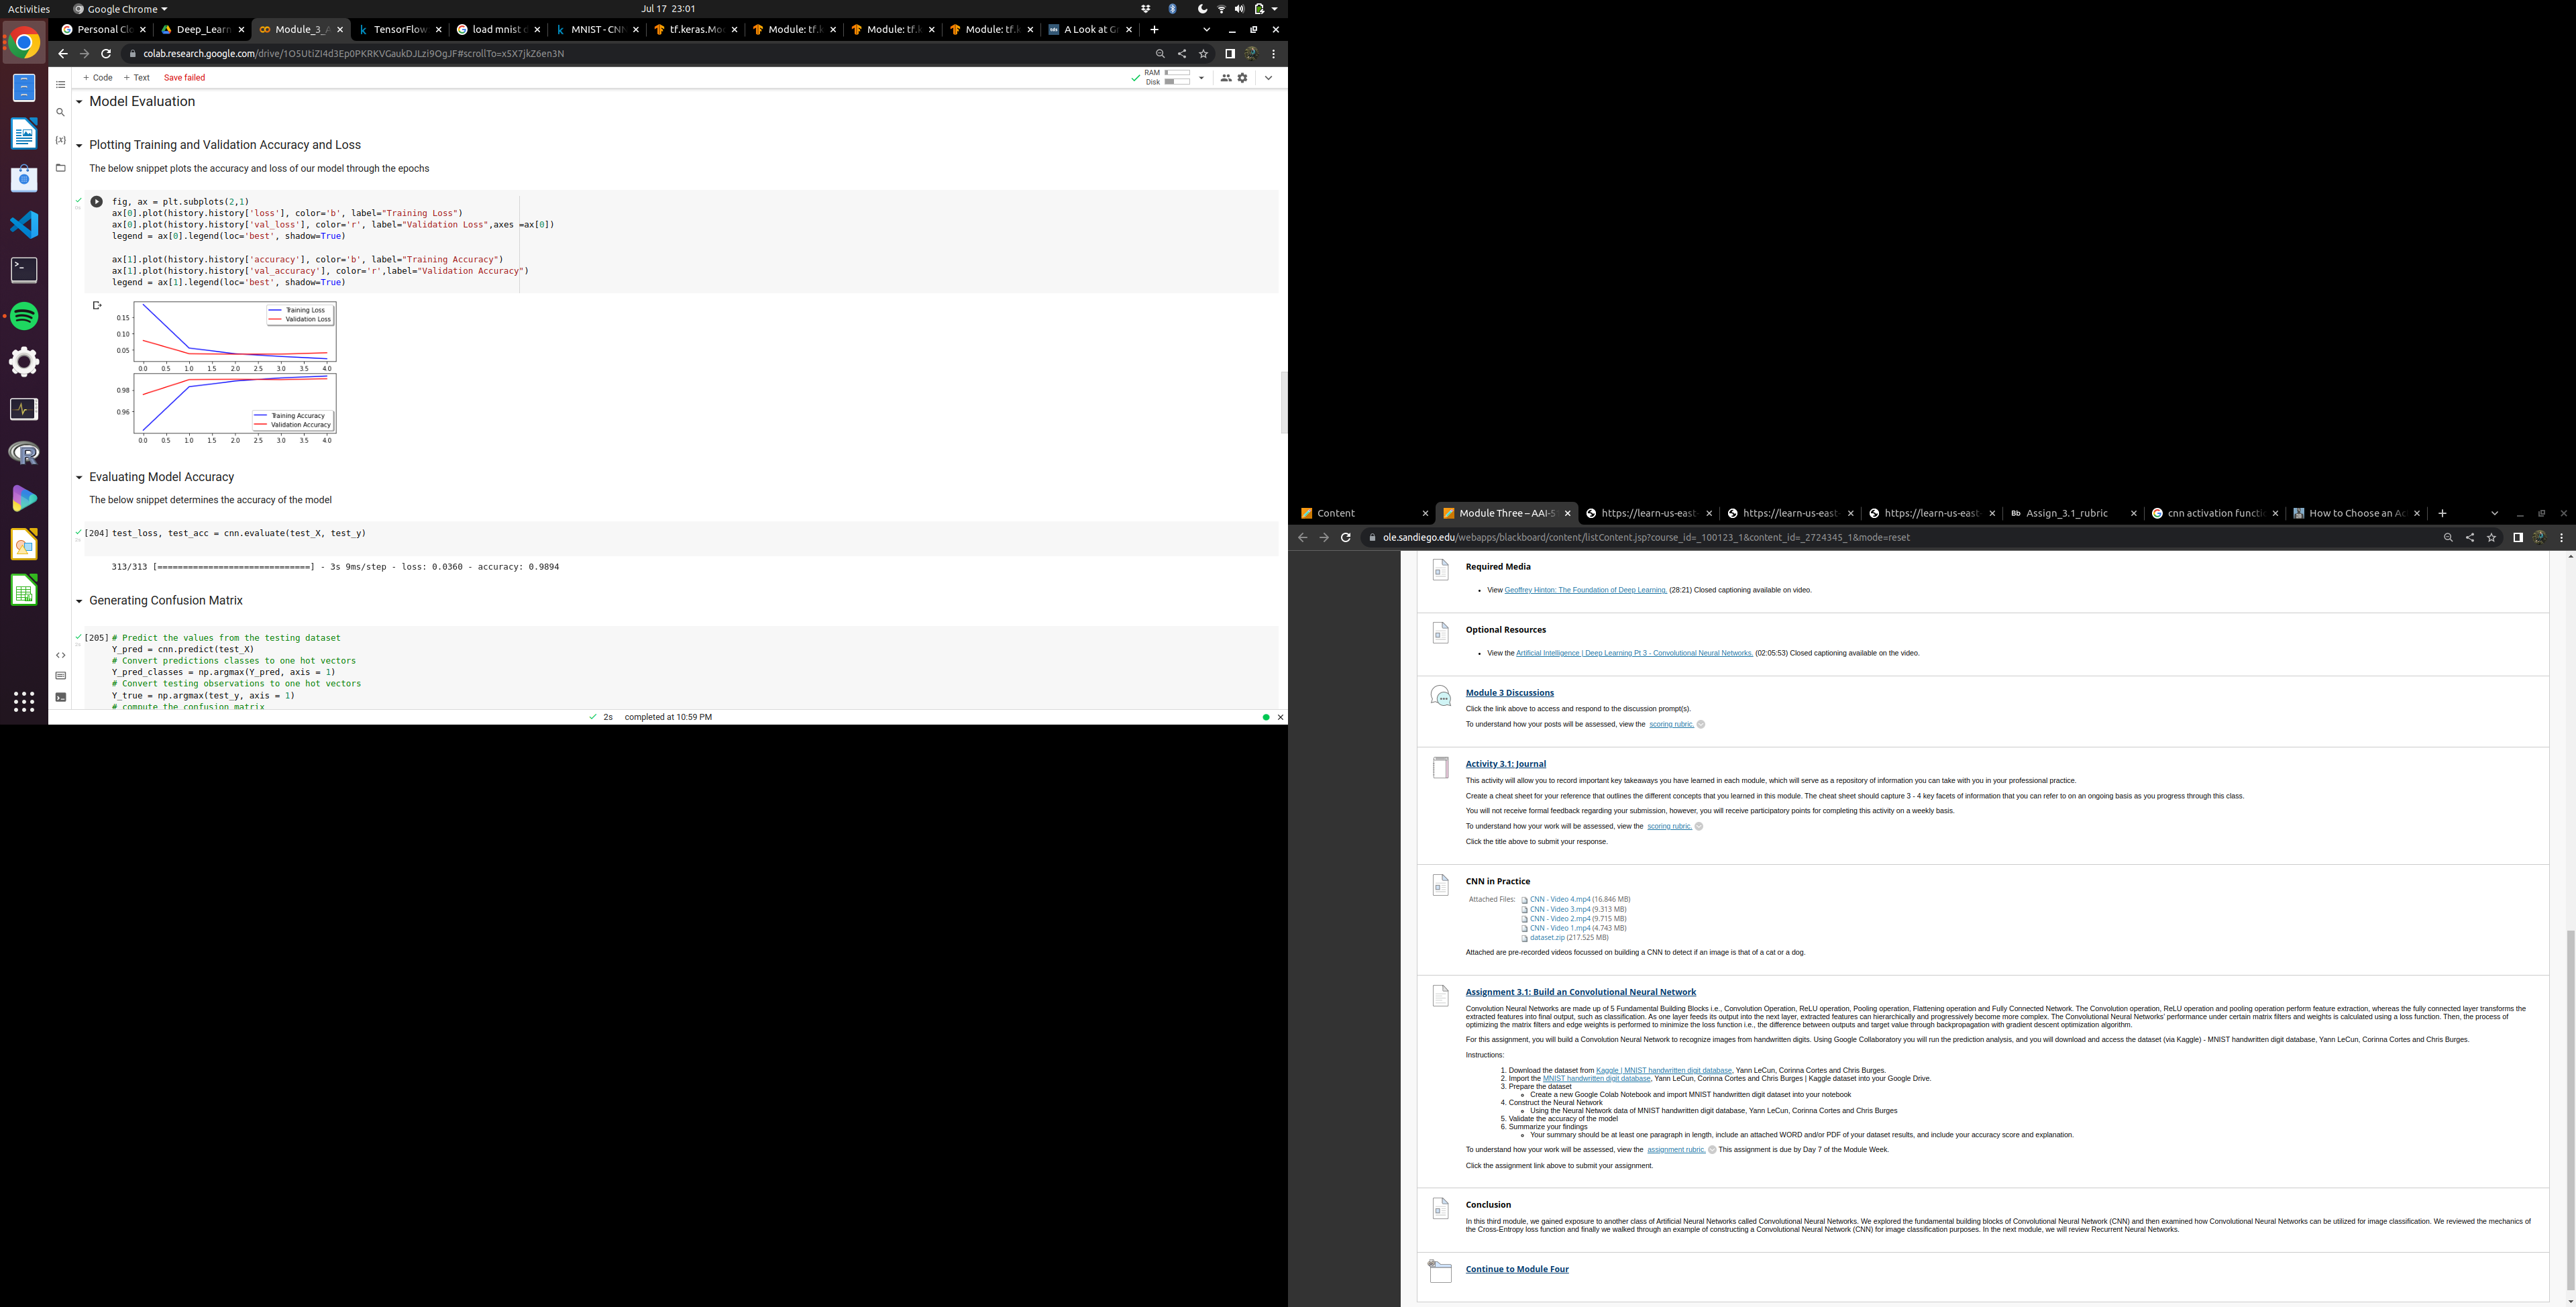 Activities
Google Chrome
Jul 17 23:01
Personal Clo
Deep_Learn
Module_3_A
TensorFlow
load mnist d
MNIST - CNN
tf.keras.Mod
Module: tf.k
Module: tf.k
Module: tf.k
A Look at Gr
colab.research.google.com/drive/1O5UtiZI4d3Ep0PKRKVGaukDJLzi9OgJF#scrollTo=x5X7jkZ6en3N
+ Code + Text Save failed
RAM
Disk
Model Evaluation
Plotting Training and Validation Accuracy and Loss
The below snippet plots the accuracy and loss of our model through the epochs
fig, ax = plt.subplots(2,1)
ax[0].plot(history.history['loss'], color='b', label="Training Loss")
ax[0].plot(history.history['val_loss'], color='r', label="Validation Loss",axes =ax[0])
legend = ax[0].legend(loc='best', shadow=True)
ax[1].plot(history.history['accuracy'], color='b', label="Training Accuracy")
ax[1].plot(history.history['val_accuracy'], color='r',label="Validation Accuracy")
legend = ax[1].legend(loc='best', shadow=True)
Training Loss
Validation Loss
0.15
0.10
0.05
0.0 0.5 1.0 1.5 2.0 2.5 3.0 3.5 4.0
0.98
0.96
Training Accuracy
Validation Accuracy
0.0 0.5 1.0 1.5 2.0 2.5 3.0 3.5 4.0
Evaluating Model Accuracy
The below snippet determines the accuracy of the model
[204] test_loss, test_acc = cnn.evaluate(test_X, test_y)
313/313 [==============================] - 3s 9ms/step - loss: 0.0360 - accuracy: 0.9894
Generating Confusion Matrix
[205] # Predict the values from the testing dataset
Y_pred = cnn.predict(test_X)
# Convert predictions classes to one hot vectors
Y_pred_classes = np.argmax(Y_pred, axis = 1)
# Convert testing observations to one hot vectors
Y_true = np.argmax(test_y, axis = 1)
# compute the confusion matrix
2s completed at 10:59 PM
Content
Module Three – AAI-5
https://learn-us-east-
https://learn-us-east-
https://learn-us-east-
Bb Assign_3.1_rubric
cnn activation functio
How to Choose an Ac
ole.sandiego.edu/webapps/blackboard/content/listContent.jsp?course_id=_100123_1&content_id=_2724345_1&mode=reset
Required Media
• View Geoffrey Hinton: The Foundation of Deep Learning. (28:21) Closed captioning available on video.
Optional Resources
• View the Artificial Intelligence | Deep Learning Pt 3 - Convolutional Neural Networks. (02:05:53) Closed captioning available on the video.
Module 3 Discussions
Click the link above to access and respond to the discussion prompt(s).
To understand how your posts will be assessed, view the scoring rubric.
Activity 3.1: Journal
This activity will allow you to record important key takeaways you have learned in each module, which will serve as a repository of information you can take with you in your professional practice.
Create a cheat sheet for your reference that outlines the different concepts that you learned in this module. The cheat sheet should capture 3 - 4 key facets of information that you can refer to on an ongoing basis as you progress through this class.
You will not receive formal feedback regarding your submission, however, you will receive participatory points for completing this activity on a weekly basis.
To understand how your work will be assessed, view the scoring rubric.
Click the title above to submit your response.
CNN in Practice
Attached Files: CNN - Video 4.mp4 (16.846 MB)
CNN - Video 3.mp4 (9.313 MB)
CNN - Video 2.mp4 (9.715 MB)
CNN - Video 1.mp4 (4.743 MB)
dataset.zip (217.525 MB)
Attached are pre-recorded videos focussed on building a CNN to detect if an image is that of a cat or a dog.
Assignment 3.1: Build an Convolutional Neural Network
Convolution Neural Networks are made up of 5 Fundamental Building Blocks i.e., Convolution Operation, ReLU operation, Pooling operation, Flattening operation and Fully Connected Network. The Convolution operation, ReLU operation and pooling operation perform feature extraction, whereas the fully connected layer transforms the
extracted features into final output, such as classification. As one layer feeds its output into the next layer, extracted features can hierarchically and progressively become more complex. The Convolutional Neural Networks' performance under certain matrix filters and weights is calculated using a loss function. Then, the process of
optimizing the matrix filters and edge weights is performed to minimize the loss function i.e., the difference between outputs and target value through backpropagation with gradient descent optimization algorithm.
For this assignment, you will build a Convolution Neural Network to recognize images from handwritten digits. Using Google Collaboratory you will run the prediction analysis, and you will download and access the dataset (via Kaggle) - MNIST handwritten digit database, Yann LeCun, Corinna Cortes and Chris Burges.
Instructions:
1. Download the dataset from Kaggle | MNIST handwritten digit database, Yann LeCun, Corinna Cortes and Chris Burges.
2. Import the MNIST handwritten digit database, Yann LeCun, Corinna Cortes and Chris Burges | Kaggle dataset into your Google Drive.
3. Prepare the dataset
Create a new Google Colab Notebook and import MNIST handwritten digit dataset into your notebook
4. Construct the Neural Network
Using the Neural Network data of MNIST handwritten digit database, Yann LeCun, Corinna Cortes and Chris Burges
5. Validate the accuracy of the model
6. Summarize your findings
Your summary should be at least one paragraph in length, include an attached WORD and/or PDF of your dataset results, and include your accuracy score and explanation.
To understand how your work will be assessed, view the assignment rubric. This assignment is due by Day 7 of the Module Week.
Click the assignment link above to submit your assignment.
Conclusion
In this third module, we gained exposure to another class of Artificial Neural Networks called Convolutional Neural Networks. We explored the fundamental building blocks of Convolutional Neural Network (CNN) and then examined how Convolutional Neural Networks can be utilized for image classification. We reviewed the mechanics of
the Cross-Entropy loss function and finally we walked through an example of constructing a Convolutional Neural Network (CNN) for image classification purposes. In the next module, we will review Recurrent Neural Networks.
Continue to Module Four